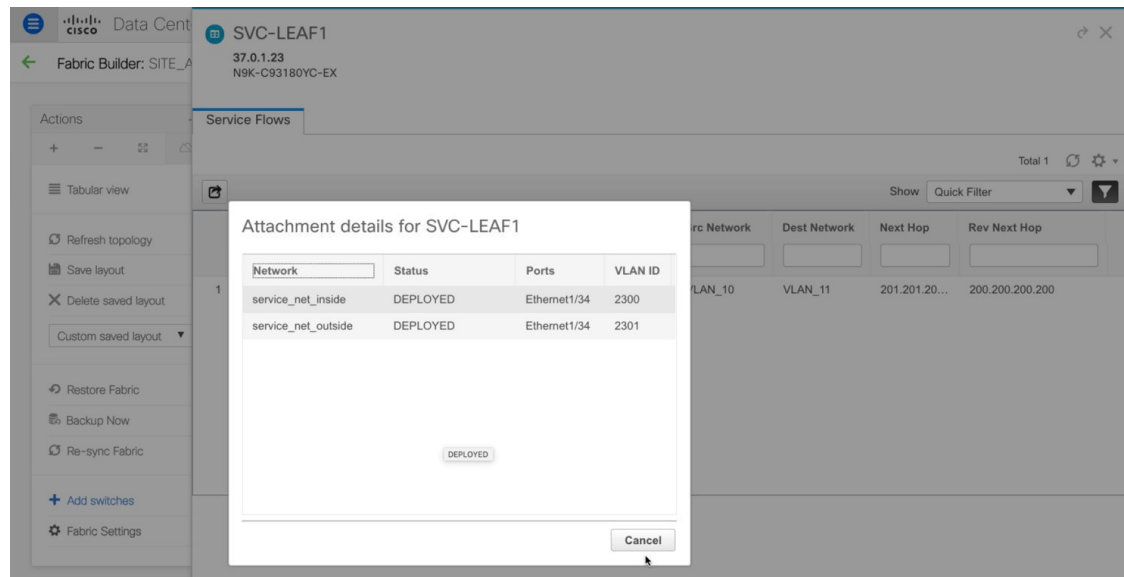 cisco Data Cent
Fabric Builder: SITE_A
SVC-LEAF1
37.0.1.23
N9K-C93180YC-EX
Actions
Service Flows
Total 1
Tabular view
Show Quick Filter
Refresh topology
Save layout
Delete saved layout
Custom saved layout
Restore Fabric
Backup Now
Re-sync Fabric
Add switches
Fabric Settings
rc Network Dest Network Next Hop Rev Next Hop
1 VLAN_10 VLAN_11 201.201.20... 200.200.200.200
Attachment details for SVC-LEAF1
Network Status Ports VLAN ID
service_net_inside DEPLOYED Ethernet1/34 2300
service_net_outside DEPLOYED Ethernet1/34 2301
DEPLOYED
Cancel